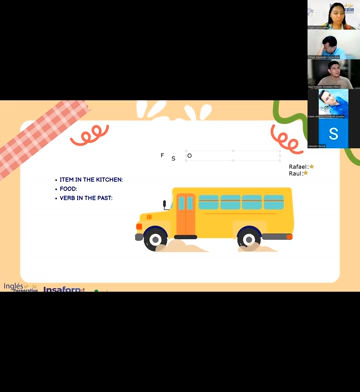 F
S
O
Rafael:
Raul:
• ITEM IN THE KITCHEN:
• FOOD:
• VERB IN THE PAST:
S
Inglés
Insaforp